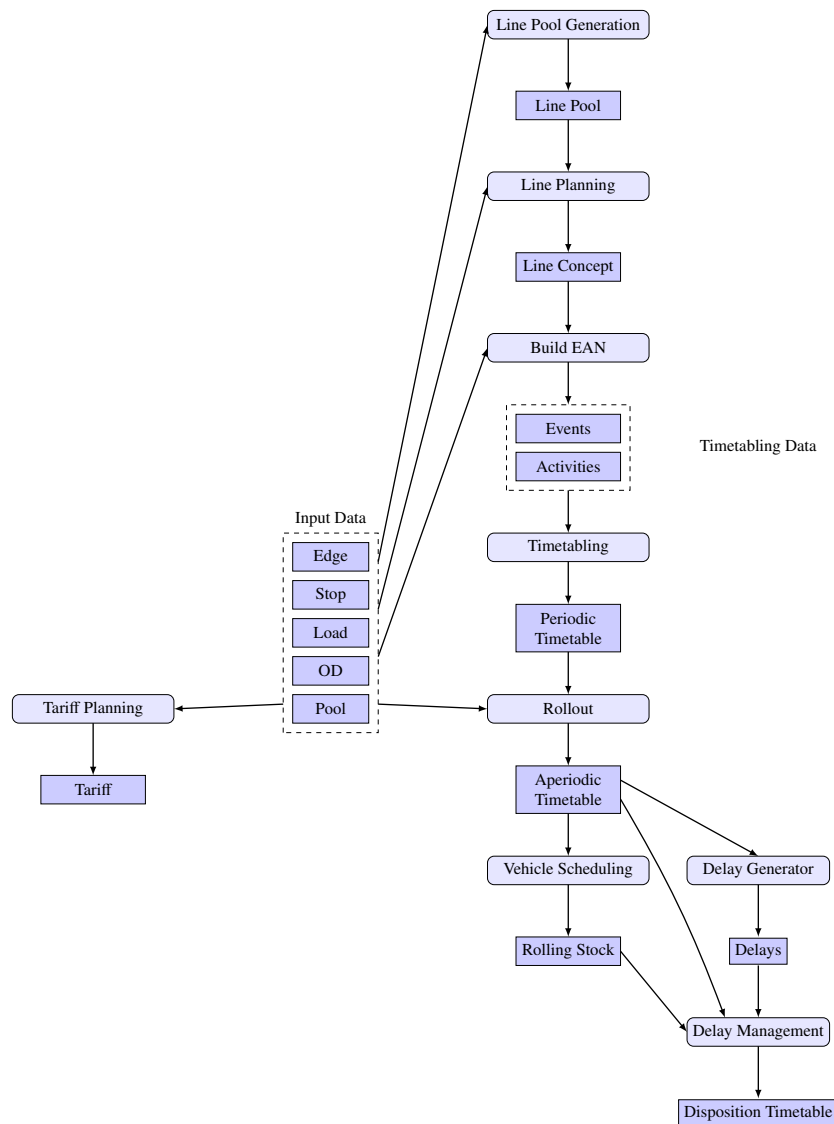 Line Pool Generation
Line Pool
Line Planning
Line Concept
Build EAN
Events
Activities
Timetabling Data
Input Data
Edge
Stop
Load
OD
Pool
Timetabling
Periodic
Timetable
Tariff Planning
Rollout
Tariff
Aperiodic
Timetable
Vehicle Scheduling
Delay Generator
Rolling Stock
Delays
Delay Management
Disposition Timetable